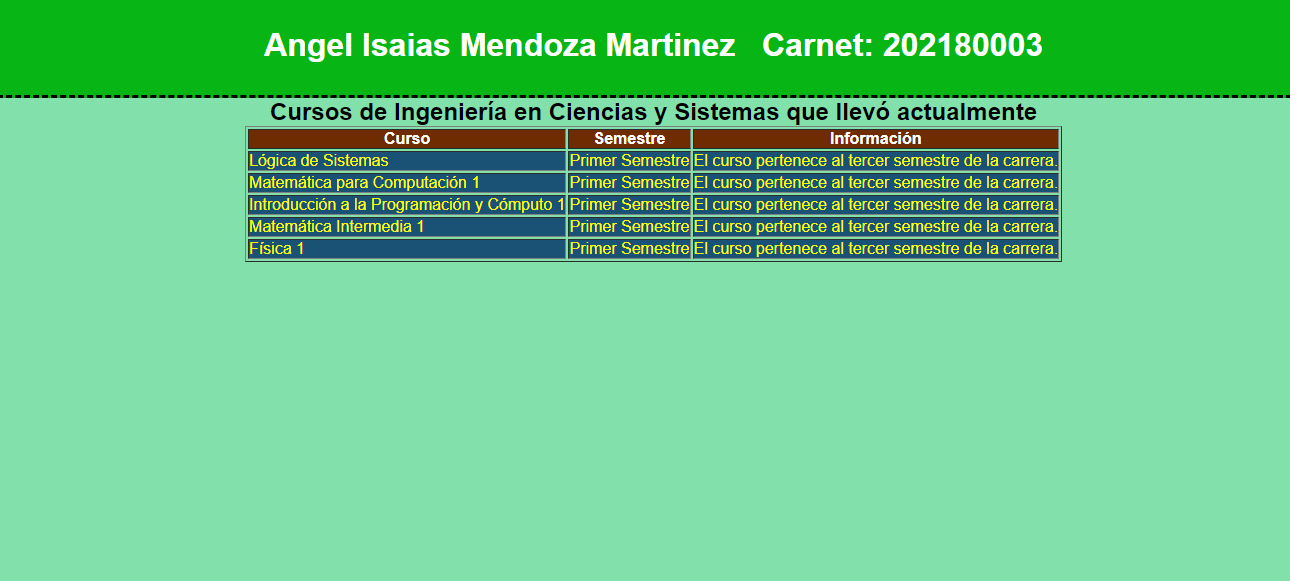 Angel Isaias Mendoza Martinez   Carnet: 202180003
Cursos de Ingeniería en Ciencias y Sistemas que llevó actualmente
Curso Semestre Información
Lógica de Sistemas Primer Semestre El curso pertenece al tercer semestre de la carrera.
Matemática para Computación 1 Primer Semestre El curso pertenece al tercer semestre de la carrera.
Introducción a la Programación y Cómputo 1 Primer Semestre El curso pertenece al tercer semestre de la carrera.
Matemática Intermedia 1 Primer Semestre El curso pertenece al tercer semestre de la carrera.
Física 1 Primer Semestre El curso pertenece al tercer semestre de la carrera.